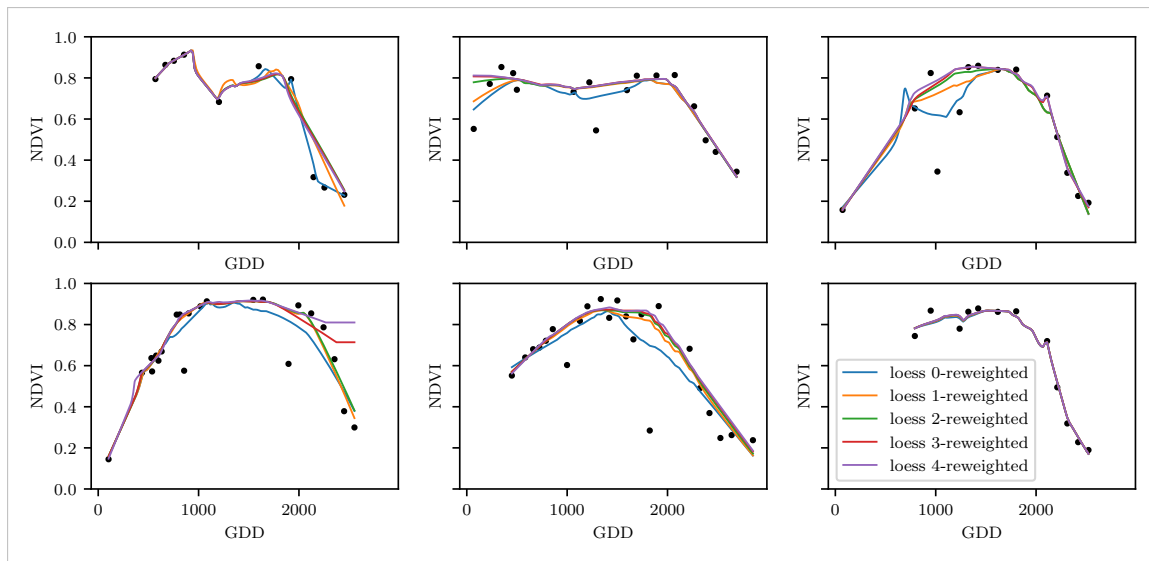 1.0
0.8
0.6
0.4
0.2
0.0
NDVI
GDD
NDVI
GDD
NDVI
GDD
1.0
0.8
0.6
0.4
0.2
0.0
NDVI
0 1000 2000
GDD
NDVI
0 1000 2000
GDD
NDVI
loess 0-reweighted
loess 1-reweighted
loess 2-reweighted
loess 3-reweighted
loess 4-reweighted
0 1000 2000
GDD